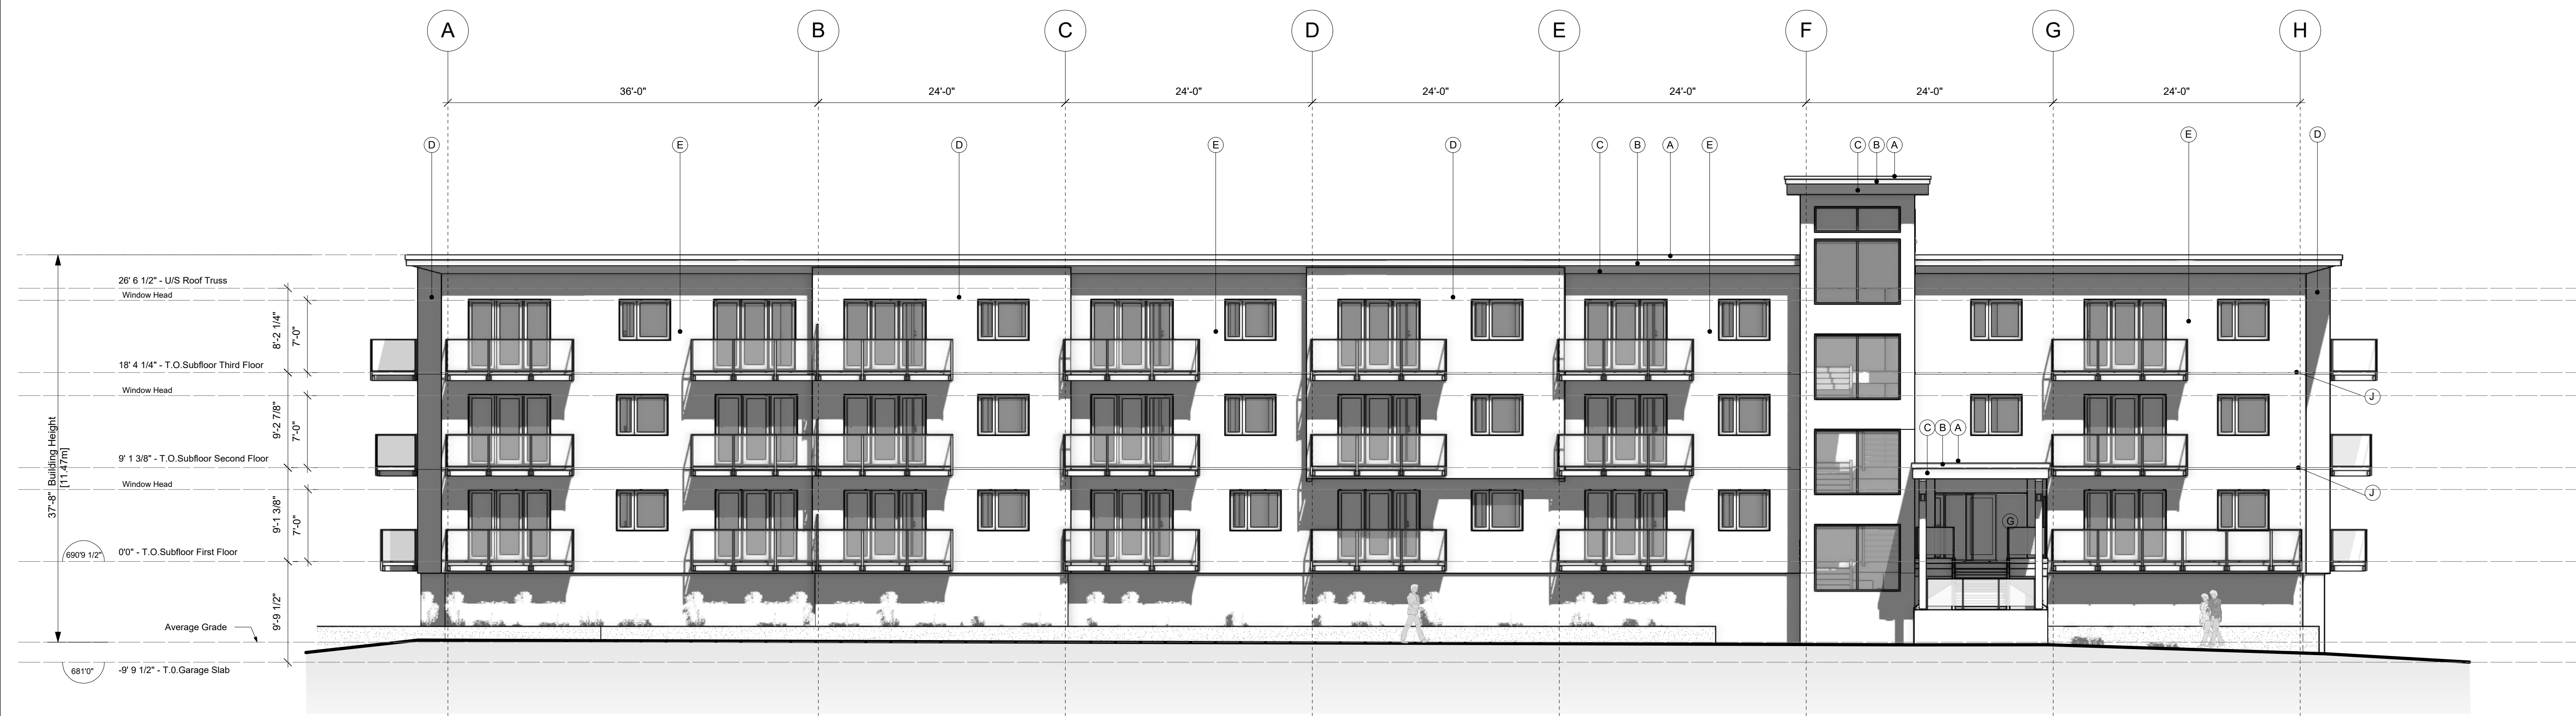 A B C D E F G H
36'-0" 24'-0" 24'-0" 24'-0" 24'-0" 24'-0" 24'-0"
E D
D E D E D C B A E C B A
26' 6 1/2" - U/S Roof Truss
Window Head
8'-2 1/4"
7'-0"
18' 4 1/4" - T.O.Subfloor Third Floor
Window Head
J
9'-2 7/8"
7'-0"
C B A
37'-8" Building Height
[11.47m]
9' 1 3/8" - T.O.Subfloor Second Floor
Window Head
J
9'-1 3/8"
7'-0"
G
690'9 1/2"
0'0" - T.O.Subfloor First Floor
9'-9 1/2"
Average Grade
681'0"
-9' 9 1/2" - T.0.Garage Slab